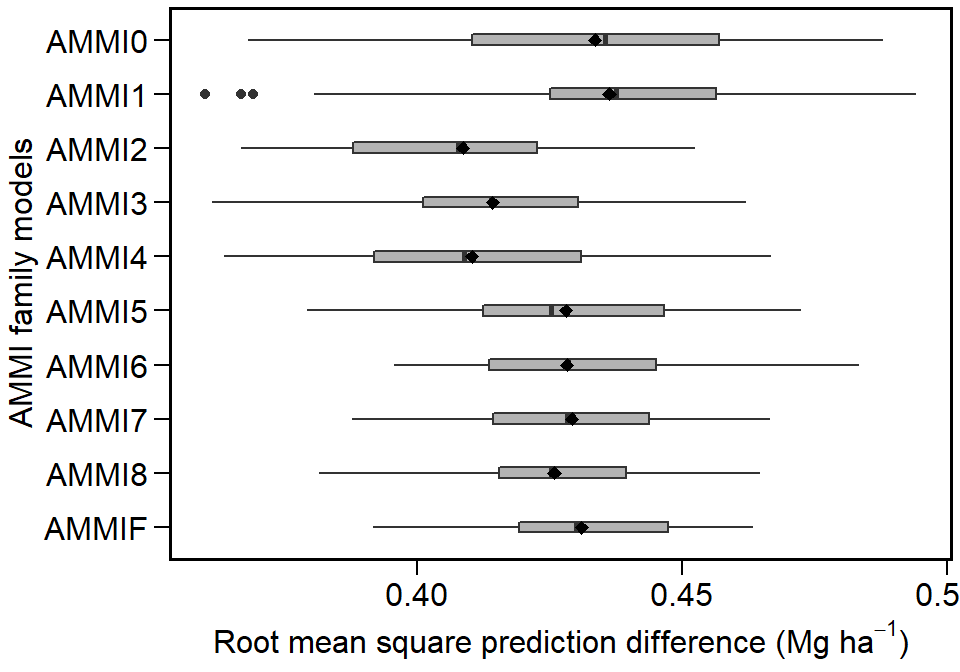 AMMI family models
AMMI0
AMMI1
AMMI2
AMMI3
AMMI4
AMMI5
AMMI6
AMMI7
AMMI8
AMMIF
0.40 0.45 0.5
Root mean square prediction difference (Mg ha⁻¹)